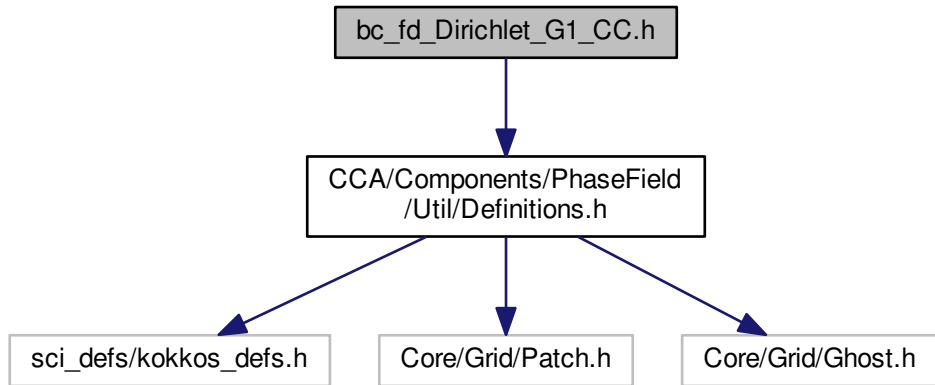 bc_fd_Dirichlet_G1_CC.h
CCA/Components/PhaseField
/Util/Definitions.h
sci_defs/kokkos_defs.h
Core/Grid/Patch.h
Core/Grid/Ghost.h